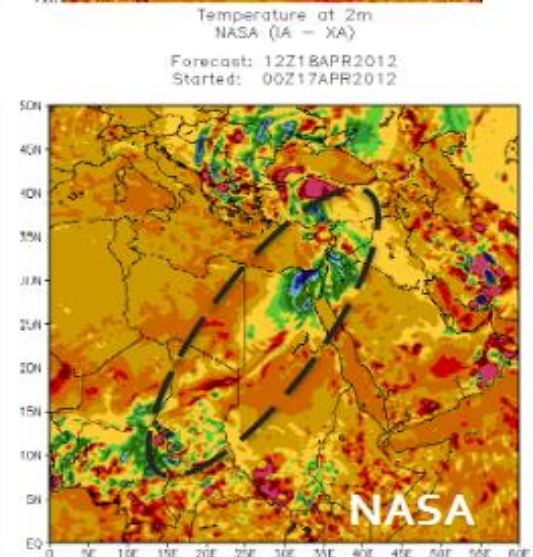 Temperature at 2m
NASA (IA – XA)
Forecast: 12Z18APR2012
Started: 00Z17APR2012
50N
45N
40N
35N
30N
25N
20N
15N
10N
5N
EQ
NASA
0 5E 10E 15E 20E 25E 30E 35E 40E 45E 50E 55E 60E